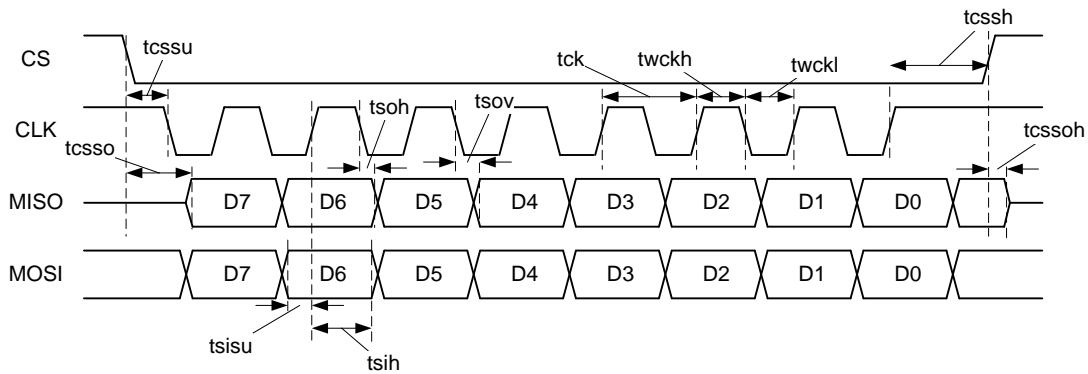 tcssh
tcssu
CS
tck
twckh
twckl
tsoh
tsov
CLK
tcsso
tcssoh
MISO
D7
D6
D5
D4
D3
D2
D1
D0
MOSI
D7
D6
D5
D4
D3
D2
D1
D0
tsisu
tsih